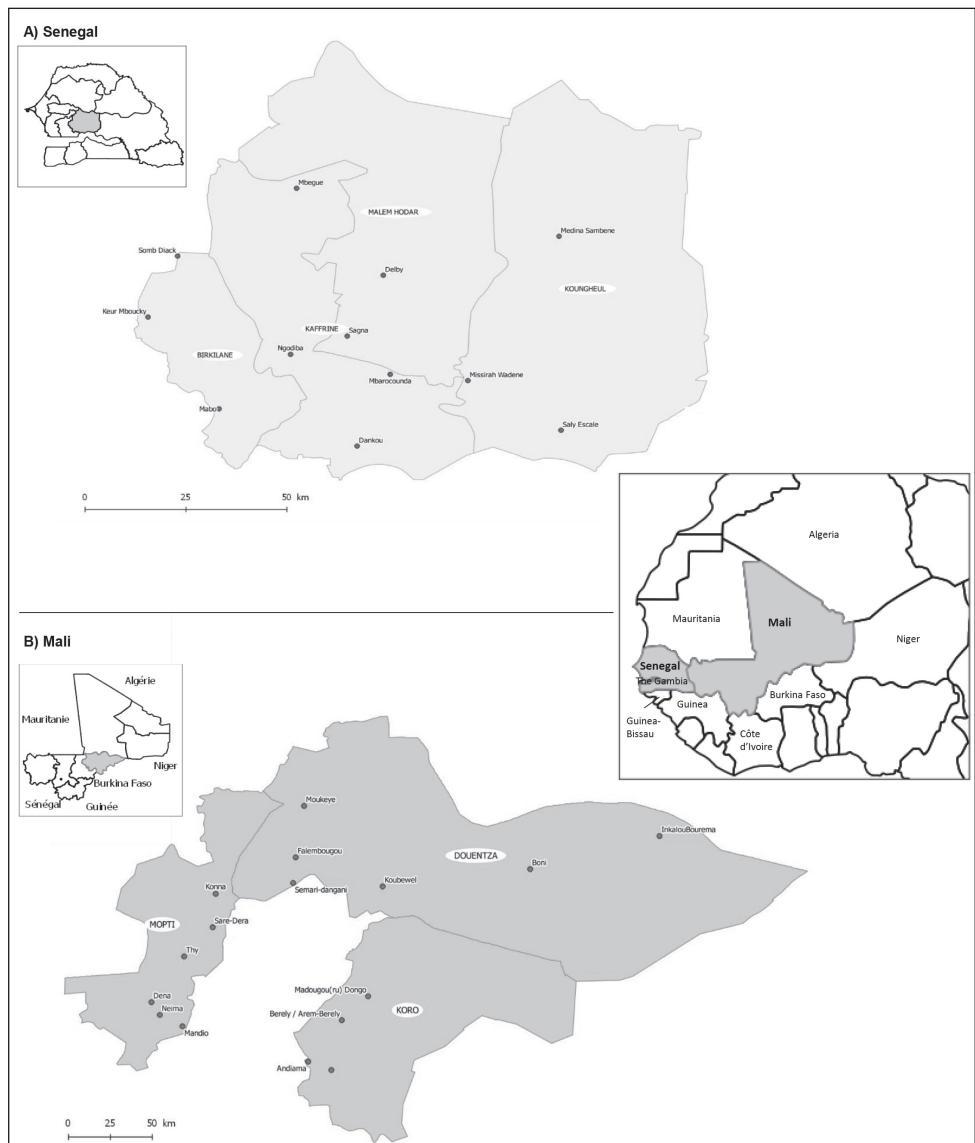 A) Senegal
Mbegue
MALEM HODAR
Medina Sambene
Somb Diack
Delby
KOUNGHEUL
Keur Mboucky
KAFFRINE
Sagna
Ngodiba
BIRKILANE
Mbarocounda
Missirah Wadene
Mabo
Saly Escale
Dankou
0 25 50 km
Algeria
Mauritania
Mali
Niger
Senegal
The Gambia
Burkina Faso
Guinea
Guinea-
Bissau
Côte
d'Ivoire
B) Mali
Algérie
Mauritanie
Niger
Burkina Faso
Sénégal
Guinée
Moukeye
InkalouBourema
Falembougou
DOUENTZA
Boni
Koubewel
Semari-dangani
Konna
MOPTI
Sare-Dera
Thy
Dena
Neima
Mandio
Madougou(ru) Dongo
KORO
Berely / Arem-Berely
Andiama
0 25 50 km